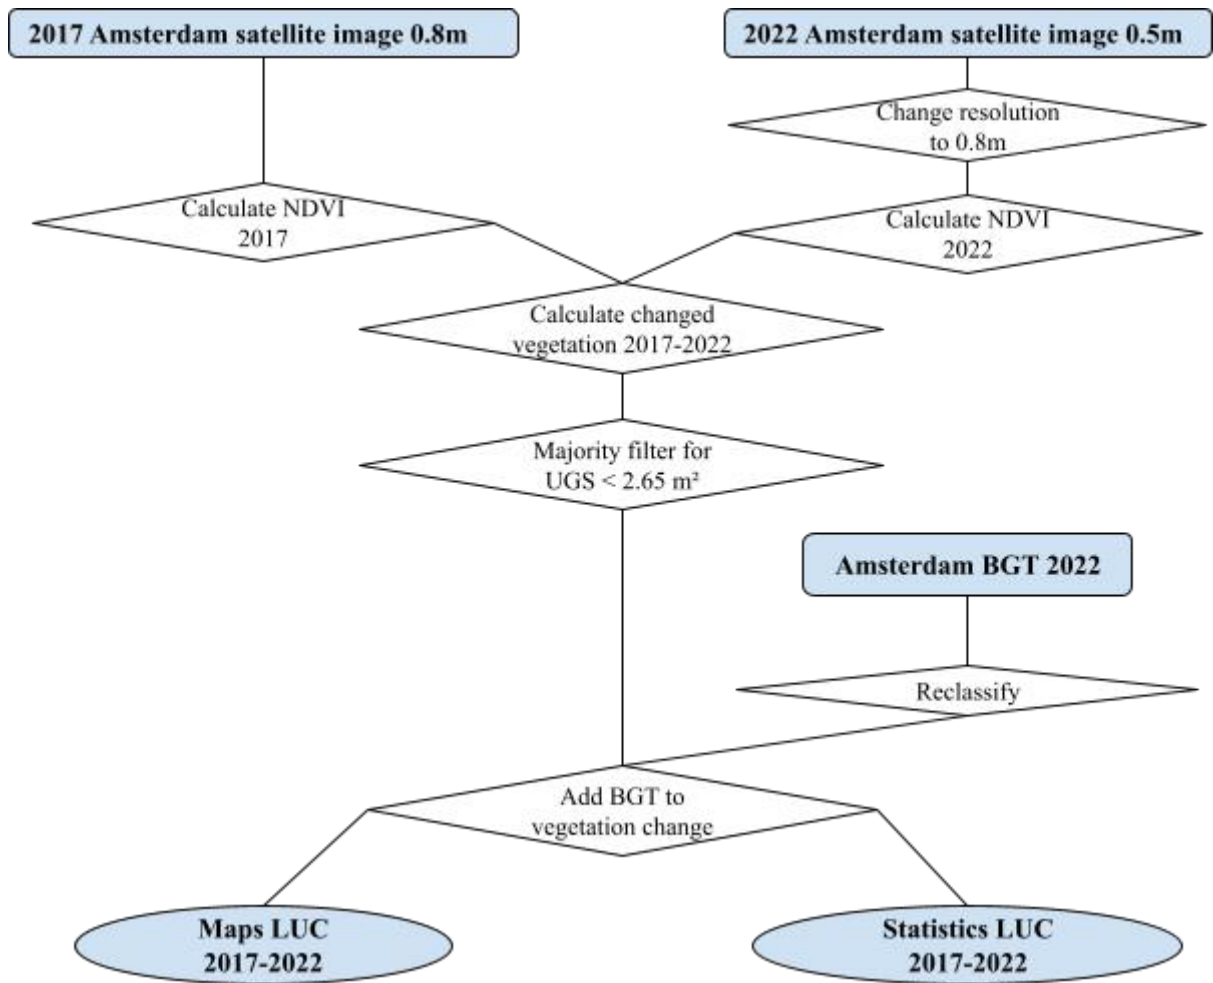 2017 Amsterdam satellite image 0.8m
2022 Amsterdam satellite image 0.5m
Change resolution
to 0.8m
Calculate NDVI
2017
Calculate NDVI
2022
Calculate changed
vegetation 2017-2022
Majority filter for
UGS < 2.65 m²
Amsterdam BGT 2022
Reclassify
Add BGT to
vegetation change
Maps LUC
2017-2022
Statistics LUC
2017-2022